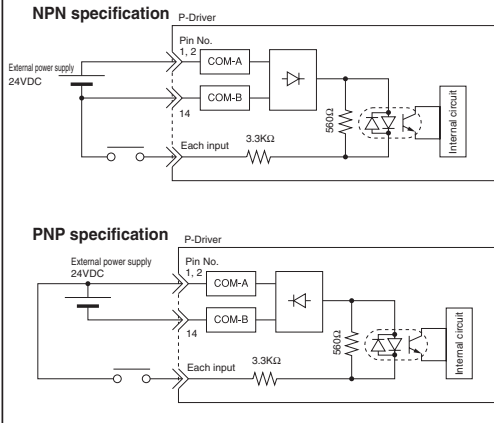 NPN specification
P-Driver
Pin No.
1, 2
External power supply
24VDC
COM-A
COM-B
14
Each input
3.3KΩ
560Ω
Internal circuit
PNP specification
P-Driver
External power supply
24VDC
Pin No.
1, 2
COM-A
COM-B
14
Each input
3.3KΩ
560Ω
Internal circuit